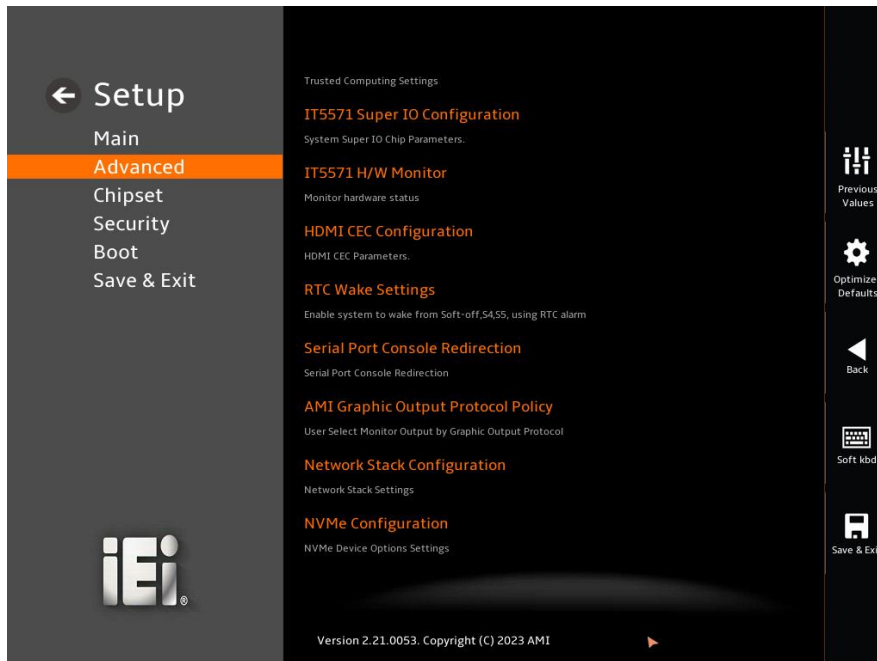 Setup
Main
Advanced
Chipset
Security
Boot
Save & Exit
Trusted Computing Settings
IT5571 Super IO Configuration
System Super IO Chip Parameters.
IT5571 H/W Monitor
Monitor hardware status
HDMI CEC Configuration
HDMI CEC Parameters.
RTC Wake Settings
Enable system to wake from Soft-off,S4,S5, using RTC alarm
Serial Port Console Redirection
Serial Port Console Redirection
AMI Graphic Output Protocol Policy
User Select Monitor Output by Graphic Output Protocol
Network Stack Configuration
Network Stack Settings
NVMe Configuration
NVMe Device Options Settings
Previous
Values
Optimize
Defaults
Back
Soft kbd
Save & Exi
iEi®
Version 2.21.0053. Copyright (C) 2023 AMI